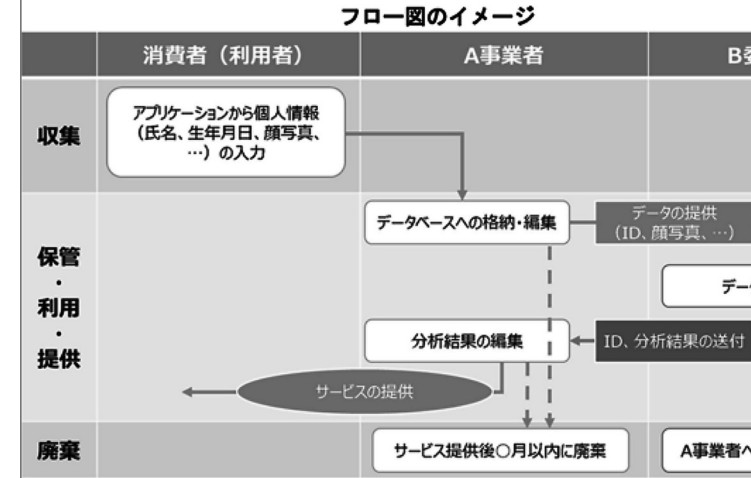 フロー図のイメージ
消費者（利用者）
A事業者
収集
アプリケーションから個人情報
（氏名、生年月日、顔写真、
…）の入力
データベースへの格納・編集
データの提供
（ID、顔写真、…）
保管
・
利用
・
提供
分析結果の編集
ID、分析結果の送付
サービスの提供
廃棄
サービス提供後○月以内に廃棄
A事業者へ